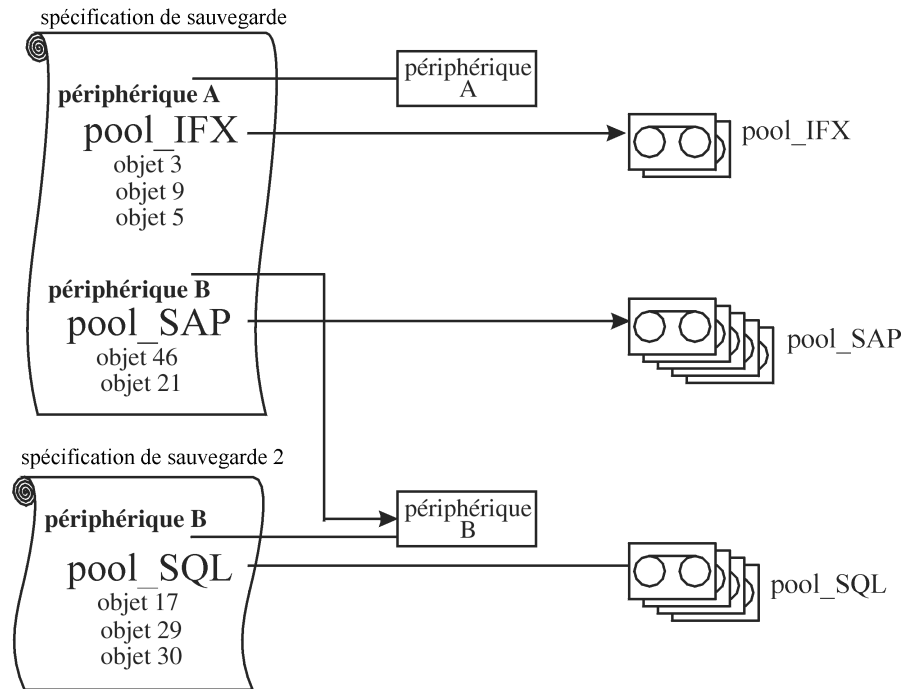 spécification de sauvegarde
périphérique A
pool_IFX
objet 3
objet 9
objet 5
périphérique B
pool_SAP
objet 46
objet 21
périphérique
A
pool_IFX
pool_SAP
spécification de sauvegarde 2
périphérique B
pool_SQL
objet 17
objet 29
objet 30
périphérique
B
pool_SQL